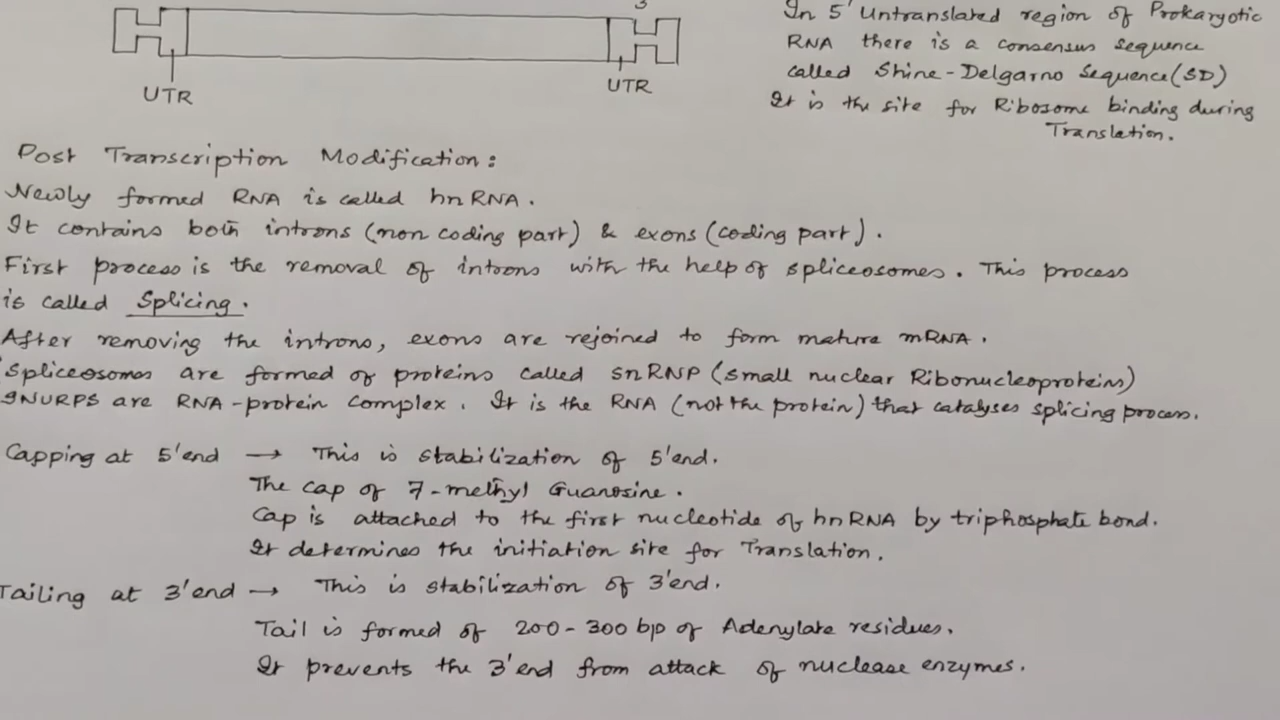 3'
In 5' Untranslated region of Prokaryotic
RNA there is a consensus sequence
called Shine-Delgarno Sequence(SD)
It is the site for Ribosome binding during
Translation.
UTR
UTR
Post Transcription Modification:
Newly formed RNA is called hnRNA.
It contains both introns (non coding part) & exons (coding part).
First process is the removal of introns with the help of spliceosomes. This process
is called Splicing.
After removing the introns, exons are rejoined to form mature mRNA.
Spliceosomes are formed of proteins called snRNP (small nuclear Ribonucleoproteins)
SNURPS are RNA-protein complex. It is the RNA (not the protein) that catalyses splicing process.
Capping at 5'end → This is stabilization of 5'end.
The cap of 7-methyl Guanosine.
Cap is attached to the first nucleotide of hnRNA by triphosphate bond.
It determines the initiation site for Translation.
Tailing at 3'end → This is stabilization of 3'end.
Tail is formed of 200-300 bp of Adenylate residues.
It prevents the 3'end from attack of nuclease enzymes.